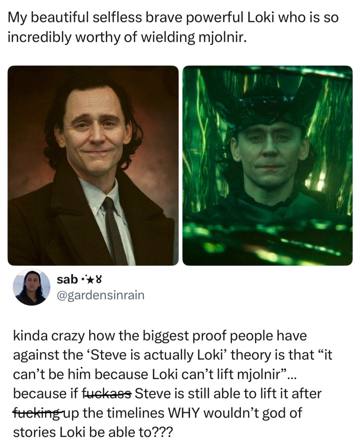 My beautiful selfless brave powerful Loki who is so
incredibly worthy of wielding mjolnir.
sab ·̇★♉
@gardensinrain
kinda crazy how the biggest proof people have
against the ‘Steve is actually Loki’ theory is that “it
can’t be him because Loki can’t lift mjolnir”...
because if fuckass Steve is still able to lift it after
fucking up the timelines WHY wouldn’t god of
stories Loki be able to???